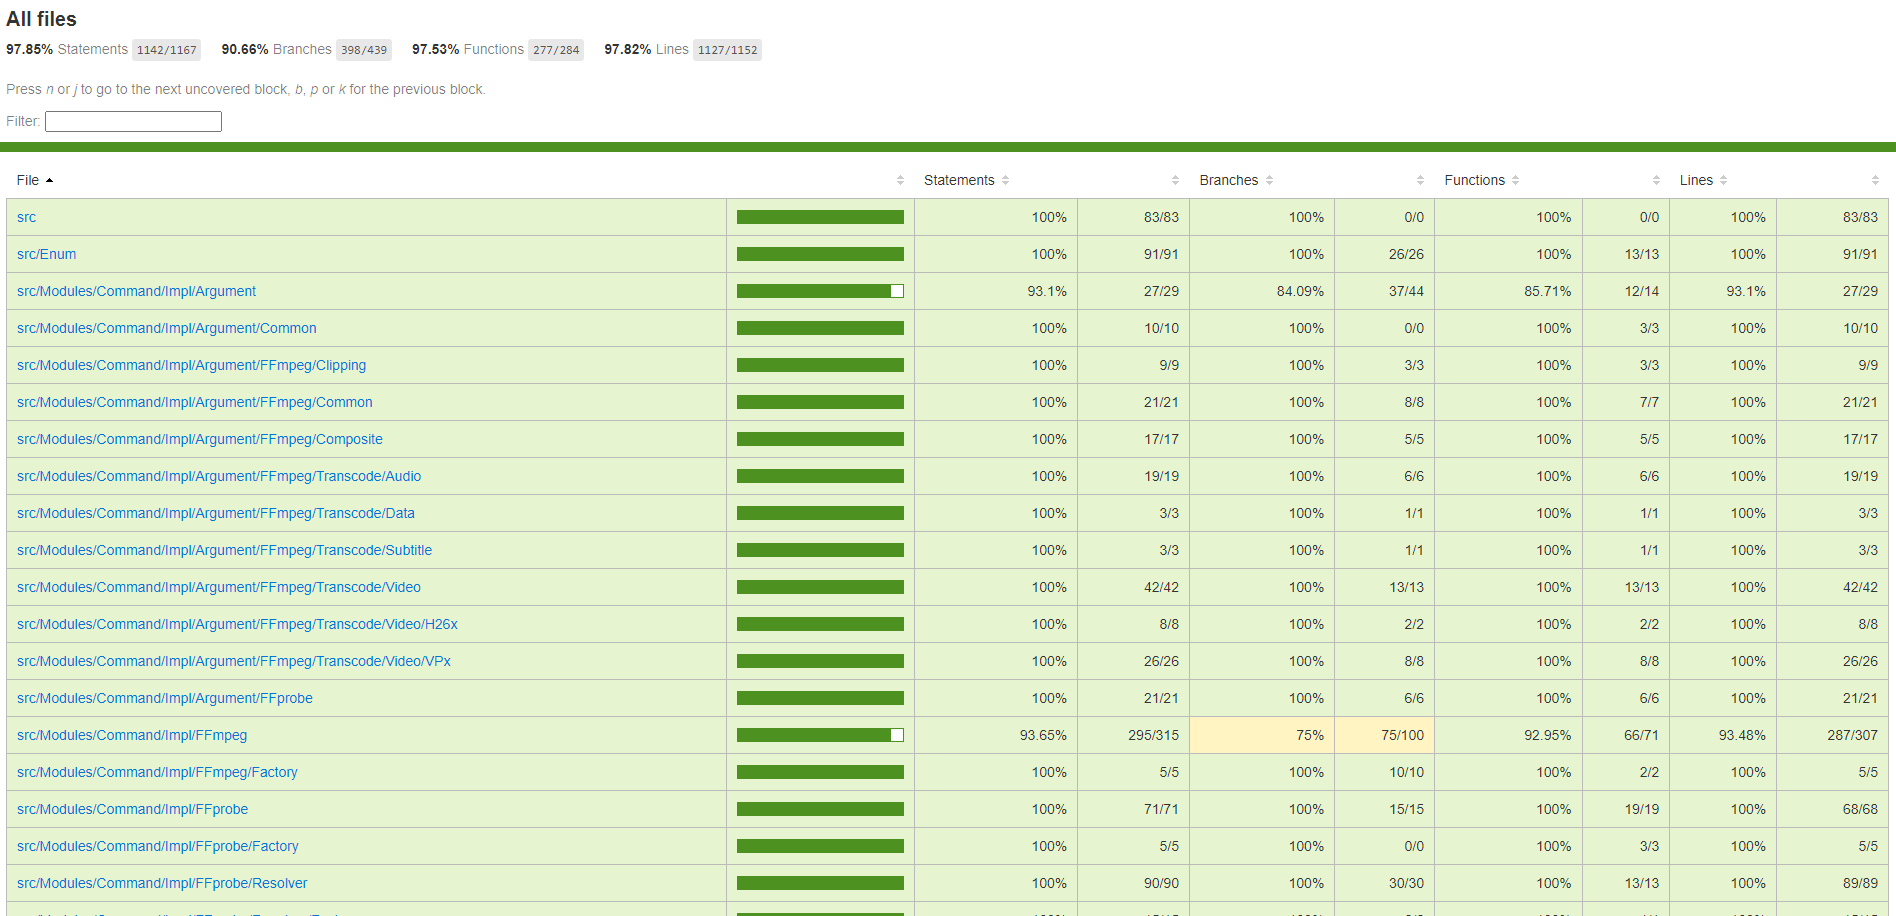 All files
97.85% Statements 1142/1167 90.66% Branches 398/439 97.53% Functions 277/284 97.82% Lines 1127/1152
Press n or j to go to the next uncovered block, b, p or k for the previous block.
Filter:
File Statements Branches Functions Lines
src 100% 83/83 100% 0/0 100% 0/0 100% 83/83
src/Enum 100% 91/91 100% 26/26 100% 13/13 100% 91/91
src/Modules/Command/Impl/Argument 93.1% 27/29 84.09% 37/44 85.71% 12/14 93.1% 27/29
src/Modules/Command/Impl/Argument/Common 100% 10/10 100% 0/0 100% 3/3 100% 10/10
src/Modules/Command/Impl/Argument/FFmpeg/Clipping 100% 9/9 100% 3/3 100% 3/3 100% 9/9
src/Modules/Command/Impl/Argument/FFmpeg/Common 100% 21/21 100% 8/8 100% 7/7 100% 21/21
src/Modules/Command/Impl/Argument/FFmpeg/Composite 100% 17/17 100% 5/5 100% 5/5 100% 17/17
src/Modules/Command/Impl/Argument/FFmpeg/Transcode/Audio 100% 19/19 100% 6/6 100% 6/6 100% 19/19
src/Modules/Command/Impl/Argument/FFmpeg/Transcode/Data 100% 3/3 100% 1/1 100% 1/1 100% 3/3
src/Modules/Command/Impl/Argument/FFmpeg/Transcode/Subtitle 100% 3/3 100% 1/1 100% 1/1 100% 3/3
src/Modules/Command/Impl/Argument/FFmpeg/Transcode/Video 100% 42/42 100% 13/13 100% 13/13 100% 42/42
src/Modules/Command/Impl/Argument/FFmpeg/Transcode/Video/H26x 100% 8/8 100% 2/2 100% 2/2 100% 8/8
src/Modules/Command/Impl/Argument/FFmpeg/Transcode/Video/VPx 100% 26/26 100% 8/8 100% 8/8 100% 26/26
src/Modules/Command/Impl/Argument/FFprobe 100% 21/21 100% 6/6 100% 6/6 100% 21/21
src/Modules/Command/Impl/FFmpeg 93.65% 295/315 75% 75/100 92.95% 66/71 93.48% 287/307
src/Modules/Command/Impl/FFmpeg/Factory 100% 5/5 100% 10/10 100% 2/2 100% 5/5
src/Modules/Command/Impl/FFprobe 100% 71/71 100% 15/15 100% 19/19 100% 68/68
src/Modules/Command/Impl/FFprobe/Factory 100% 5/5 100% 0/0 100% 3/3 100% 5/5
src/Modules/Command/Impl/FFprobe/Resolver 100% 90/90 100% 30/30 100% 13/13 100% 89/89